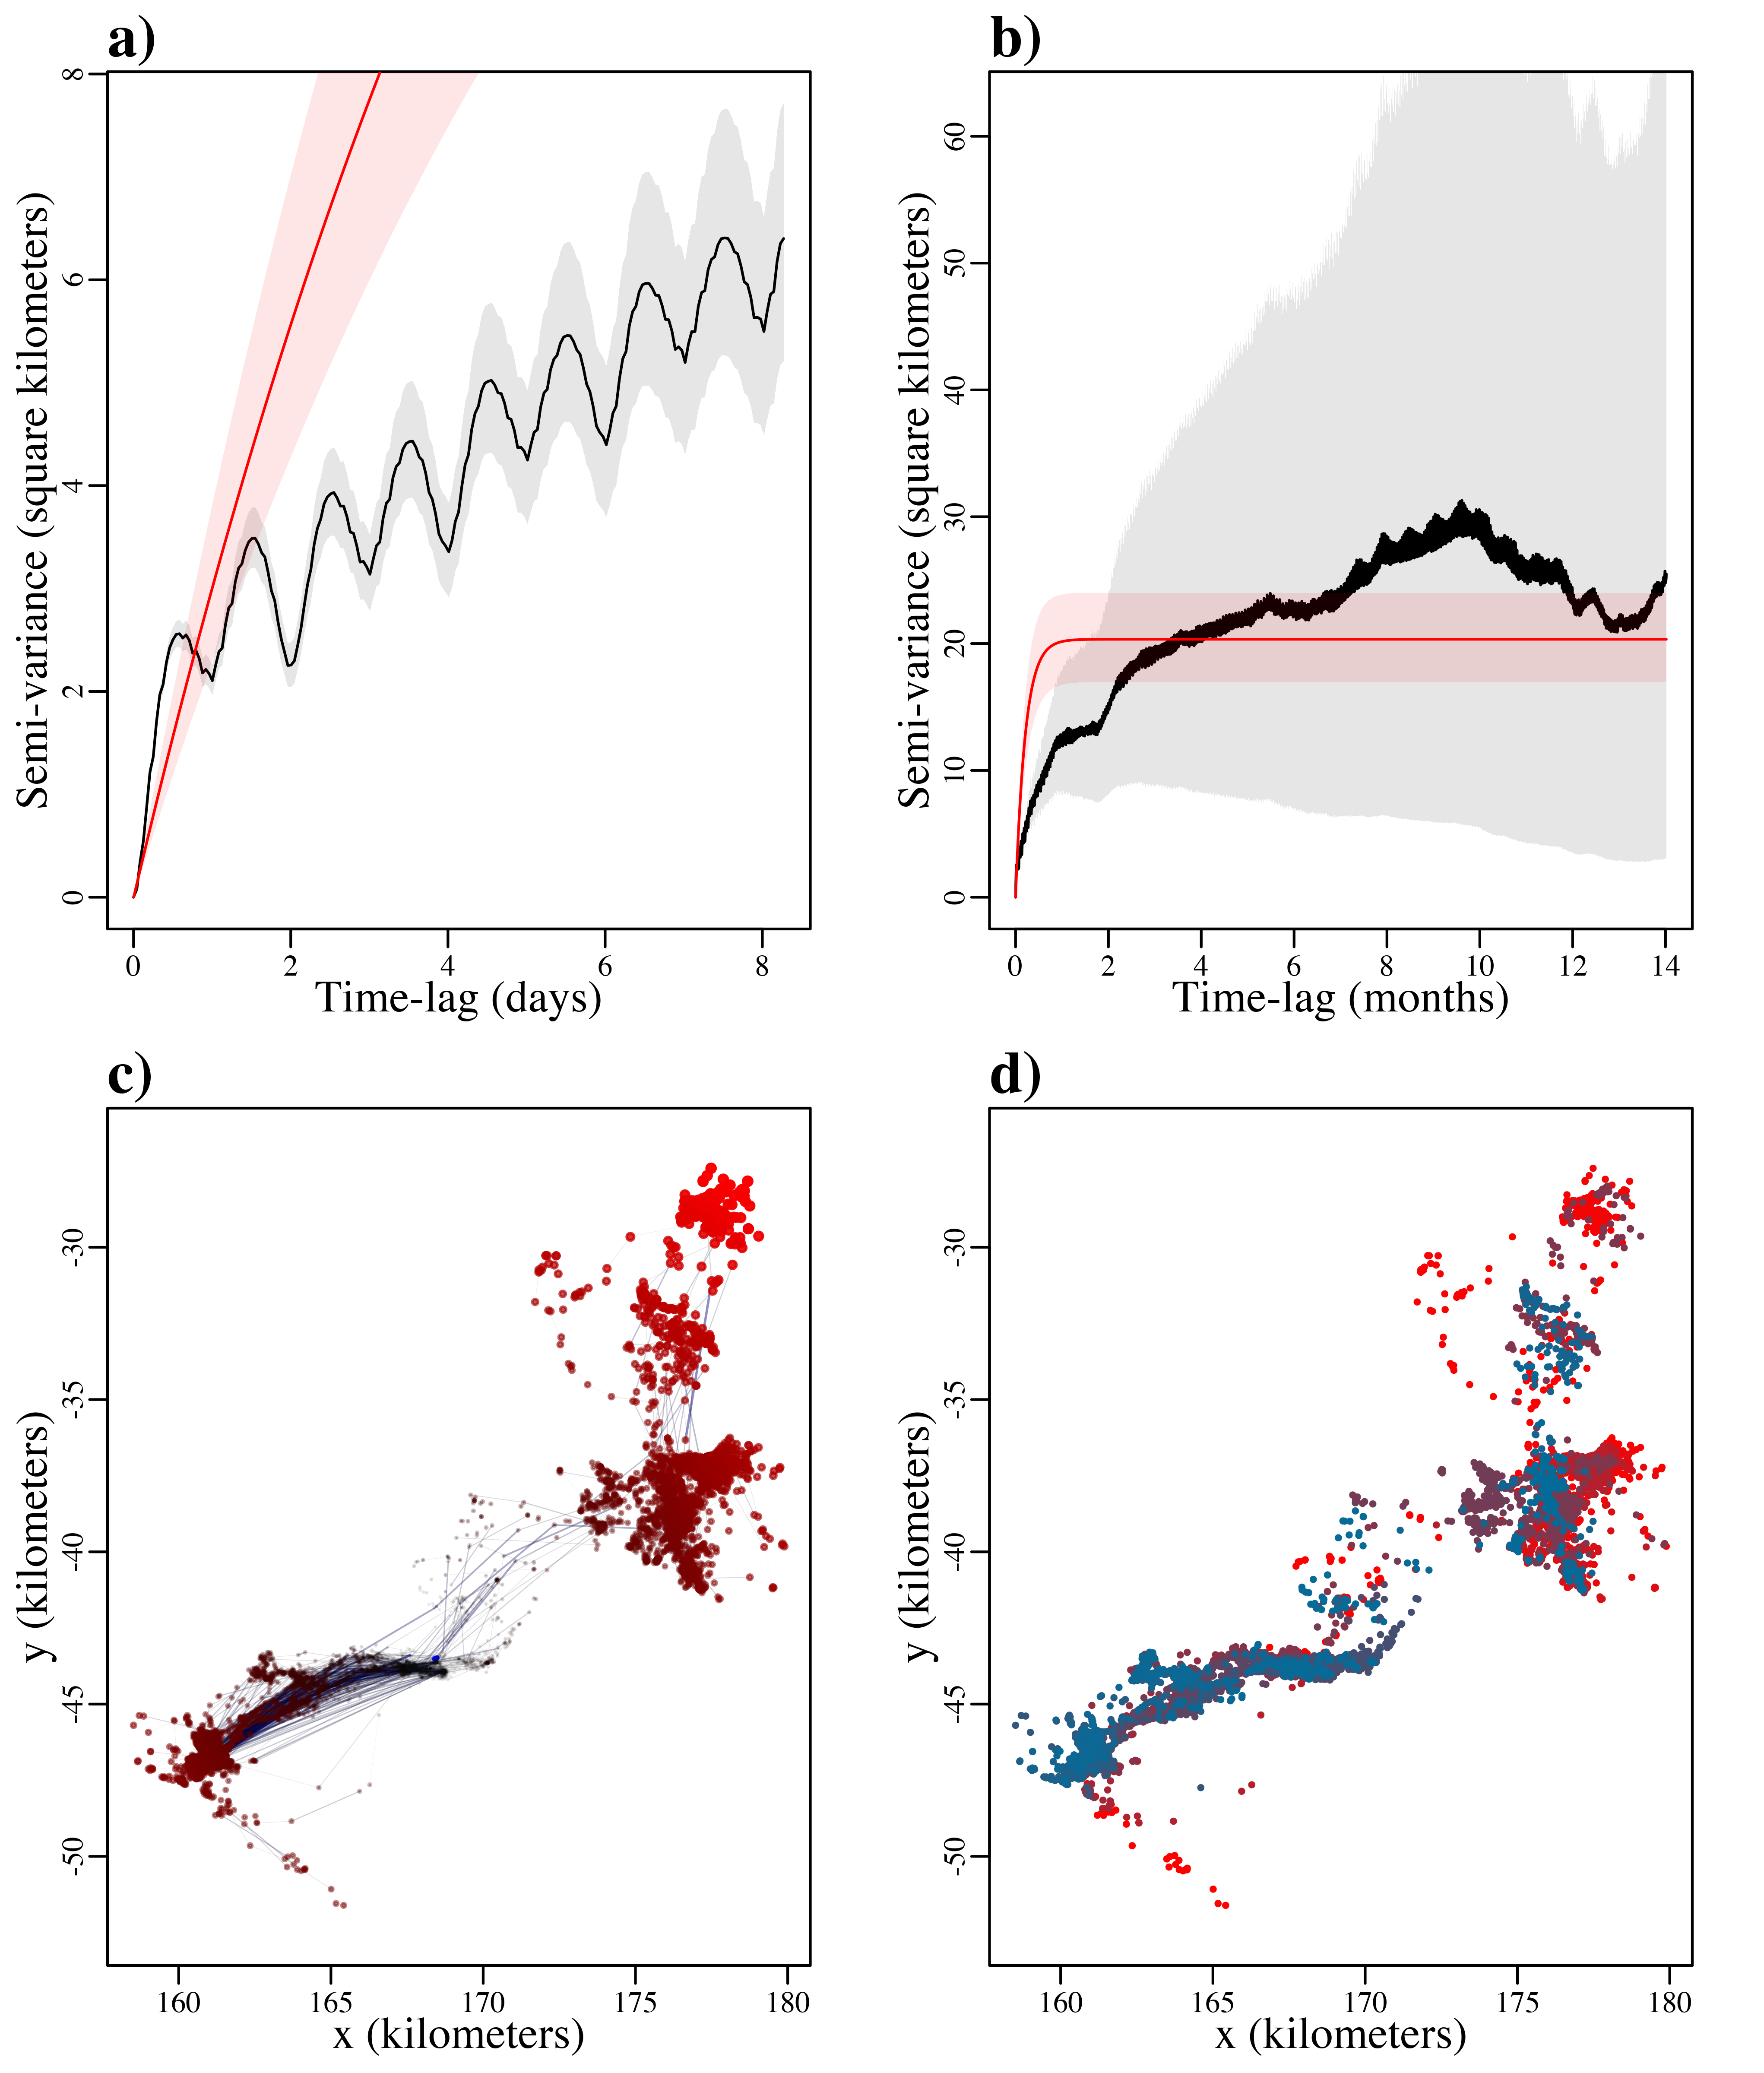 a)
Semi-variance (square kilometers)
0 2 4 6 8
0 2 4 6 8
Time-lag (days)
b)
Semi-variance (square kilometers)
0 10 20 30 40 50 60
0 2 4 6 8 10 12 14
Time-lag (months)
c)
y (kilometers)
-50 -45 -40 -35 -30
160 165 170 175 180
x (kilometers)
d)
y (kilometers)
-50 -45 -40 -35 -30
160 165 170 175 180
x (kilometers)